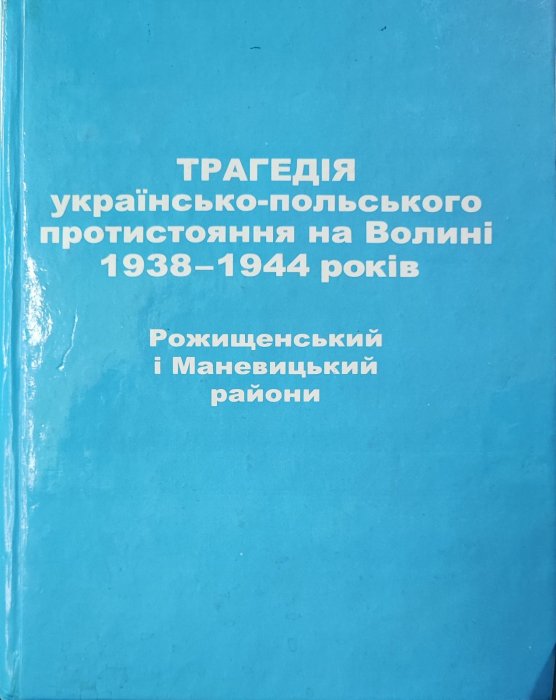 ТРАГЕДІЯ
українсько-польського
протистояння на Волині
1938–1944 років
Рожищенський
і Маневицький
райони